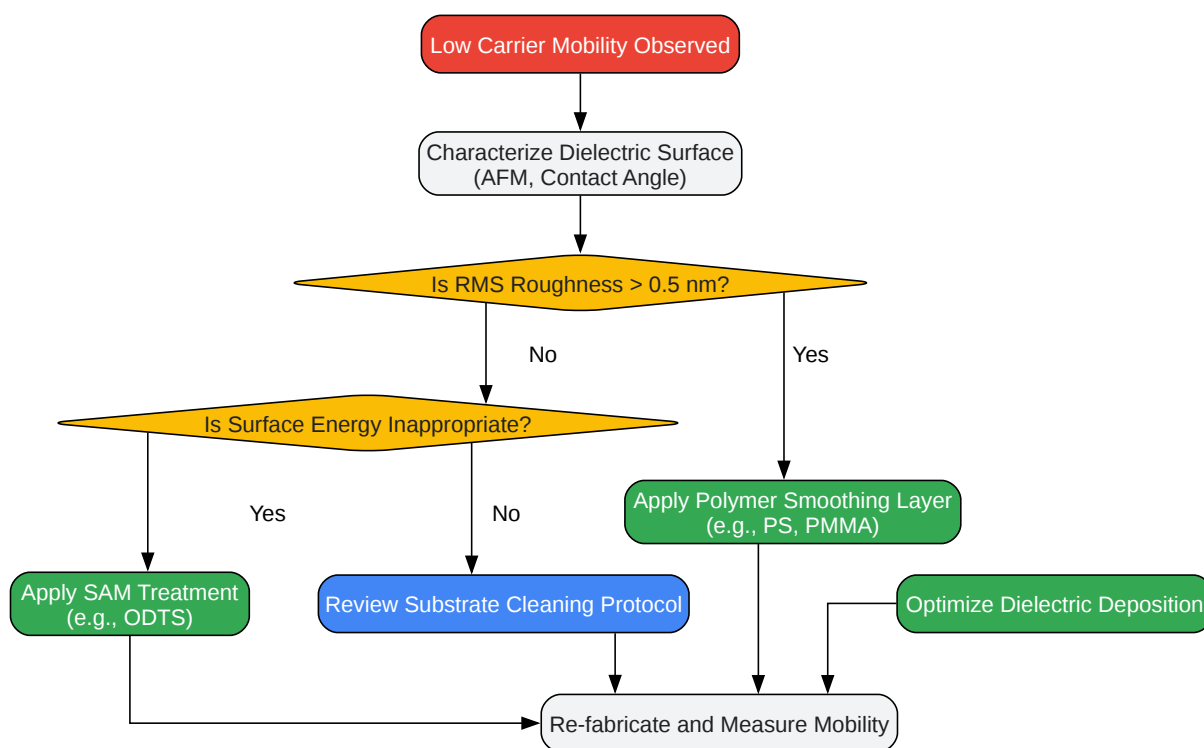 Low Carrier Mobility Observed
Characterize Dielectric Surface
(AFM, Contact Angle)
Is RMS Roughness > 0.5 nm?
No
Yes
Is Surface Energy Inappropriate?
Yes
No
Apply Polymer Smoothing Layer
(e.g., PS, PMMA)
Apply SAM Treatment
(e.g., ODTS)
Review Substrate Cleaning Protocol
Optimize Dielectric Deposition
Re-fabricate and Measure Mobility